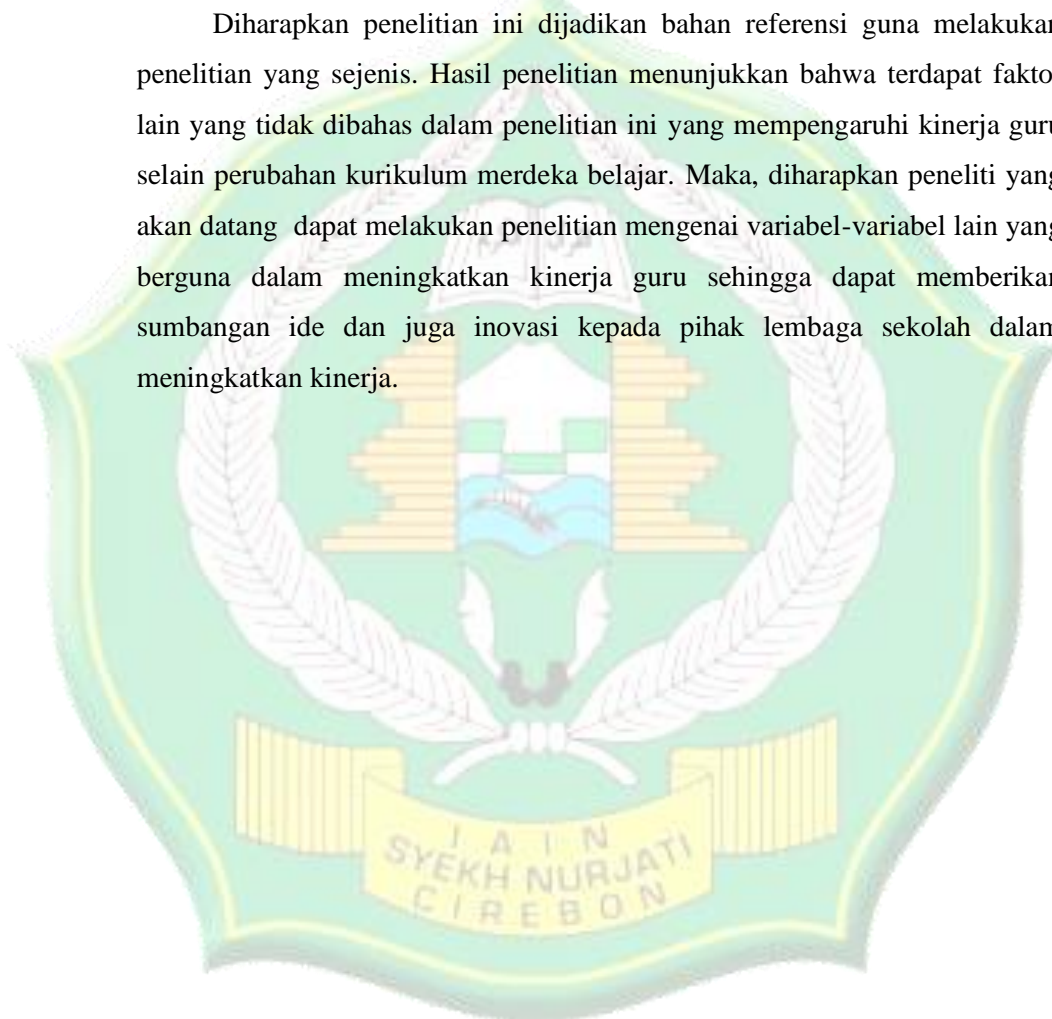 Diharapkan penelitian ini dijadikan bahan referensi guna melakukan
penelitian yang sejenis. Hasil penelitian menunjukkan bahwa terdapat fakto
lain yang tidak dibahas dalam penelitian ini yang mempengaruhi kinerja guru
selain perubahan kurikulum merdeka belajar. Maka, diharapkan peneliti yang
akan datang dapat melakukan penelitian mengenai variabel-variabel lain yang
berguna dalam meningkatkan kinerja guru sehingga dapat memberikan
sumbangan ide dan juga inovasi kepada pihak lembaga sekolah dalam
meningkatkan kinerja.
I A I N
SYEKH NURJATI
CIREBON